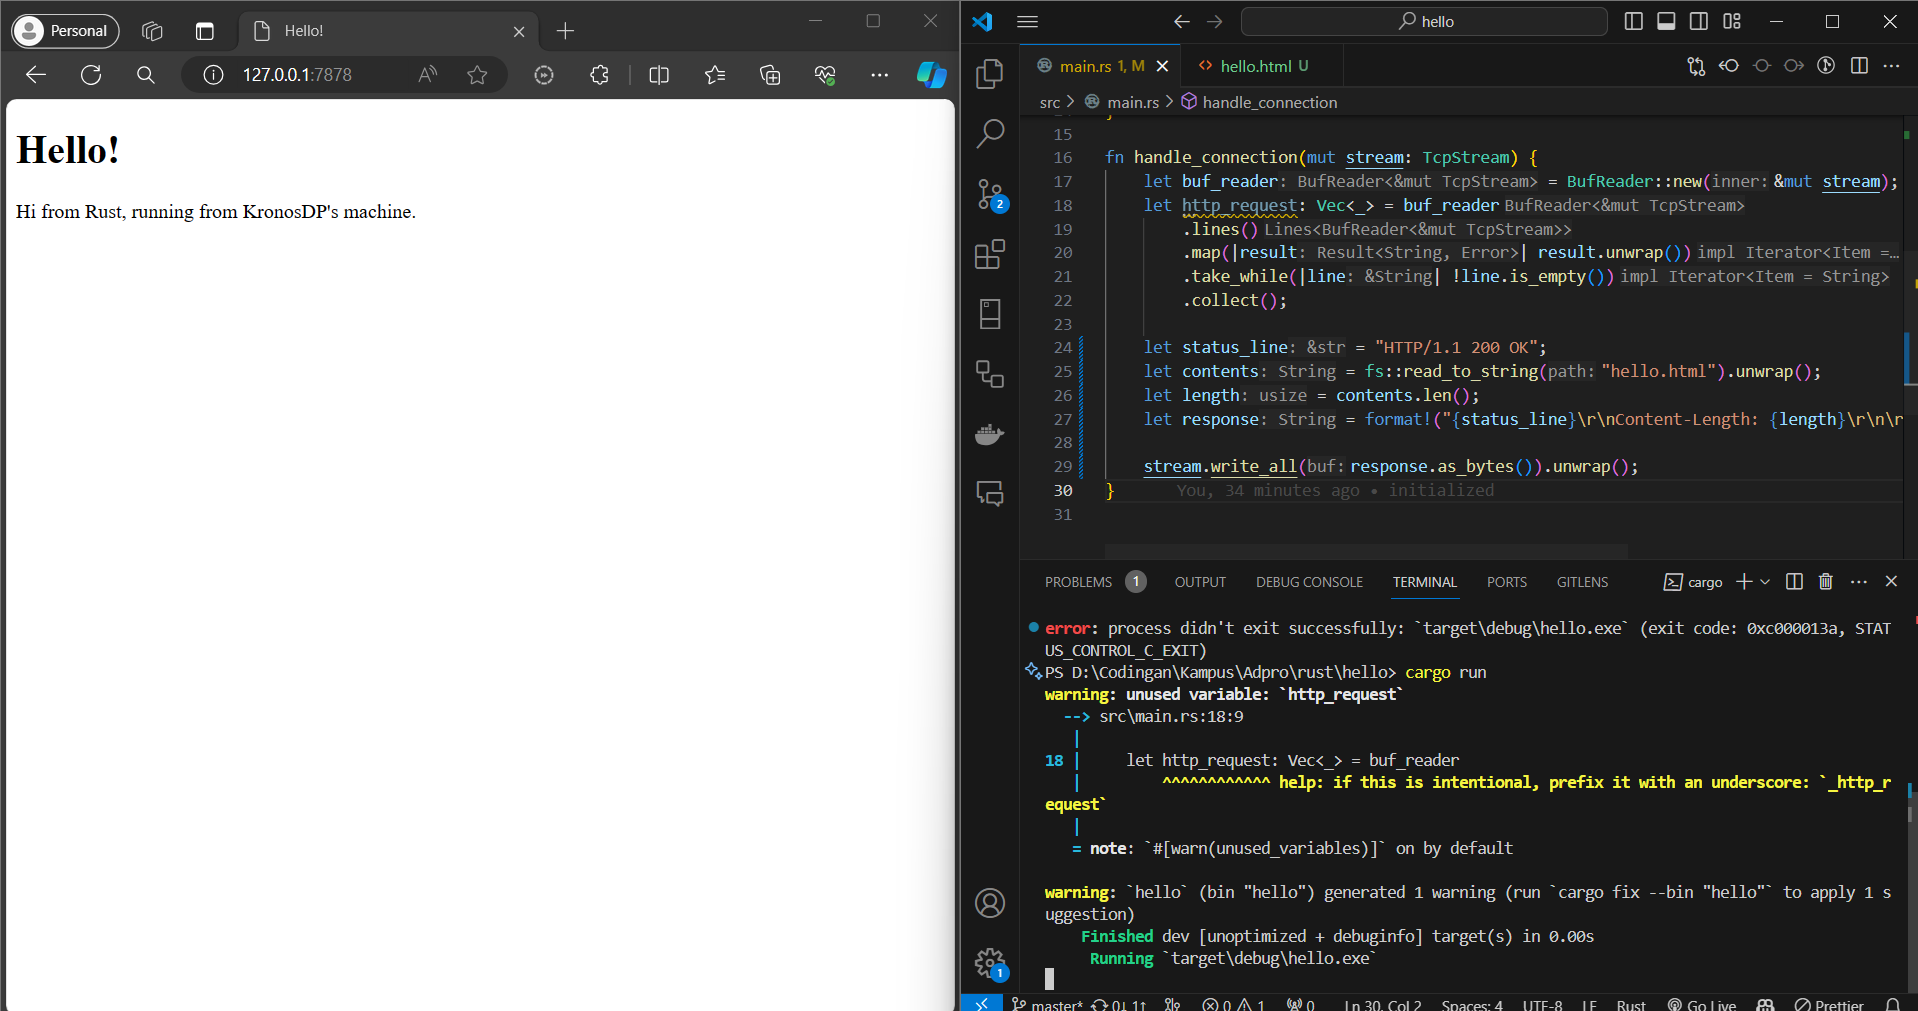 Personal
Hello!
127.0.0.1:7878
Hello!
Hi from Rust, running from KronosDP's machine.
hello
main.rs 1, M
hello.html U
src > main.rs > handle_connection
15
16 fn handle_connection(mut stream: TcpStream) {
17 let buf_reader: BufReader<&mut TcpStream> = BufReader::new(inner: &mut stream);
18 let http_request: Vec<_> = buf_reader BufReader<&mut TcpStream>
19 .lines() Lines<BufReader<&mut TcpStream>>
20 .map(|result: Result<String, Error>| result.unwrap()) impl Iterator<Item =…
21 .take_while(|line: &String| !line.is_empty()) impl Iterator<Item = String>
22 .collect();
23
24 let status_line: &str = "HTTP/1.1 200 OK";
25 let contents: String = fs::read_to_string(path: "hello.html").unwrap();
26 let length: usize = contents.len();
27 let response: String = format!("{status_line}\r\nContent-Length: {length}\r\n\r
28
29 stream.write_all(buf: response.as_bytes()).unwrap();
30 } You, 34 minutes ago • initialized
31
PROBLEMS 1 OUTPUT DEBUG CONSOLE TERMINAL PORTS GITLENS cargo
error: process didn't exit successfully: `target\debug\hello.exe` (exit code: 0xc000013a, STAT
US_CONTROL_C_EXIT)
PS D:\Codingan\Kampus\Adpro\rust\hello> cargo run
warning: unused variable: `http_request`
--> src\main.rs:18:9
|
18 | let http_request: Vec<_> = buf_reader
| ^^^^^^^^^^^^ help: if this is intentional, prefix it with an underscore: `_http_r
equest`
|
= note: `#[warn(unused_variables)]` on by default
warning: `hello` (bin "hello") generated 1 warning (run `cargo fix --bin "hello"` to apply 1 s
uggestion)
Finished dev [unoptimized + debuginfo] target(s) in 0.00s
Running `target\debug\hello.exe`
2
1
master* 0↓ 1↑ 0 1 0 Ln 30, Col 2 Spaces: 4 UTF-8 LF Rust Go Live Prettier